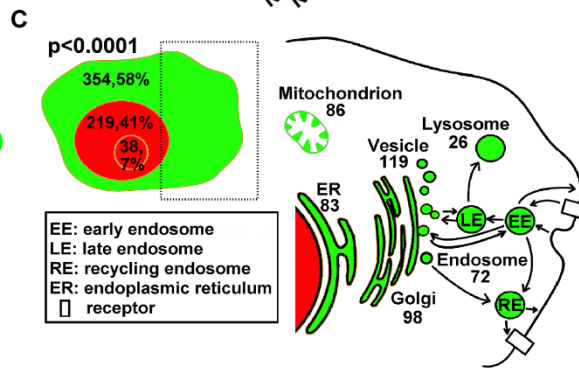 C
p<0.0001
354,58%
219,41%
38,
7%
EE: early endosome
LE: late endosome
RE: recycling endosome
ER: endoplasmic reticulum
receptor
Mitochondrion
86
Vesicle
119
Lysosome
26
ER
83
LE
EE
Endosome
72
Golgi
98
RE